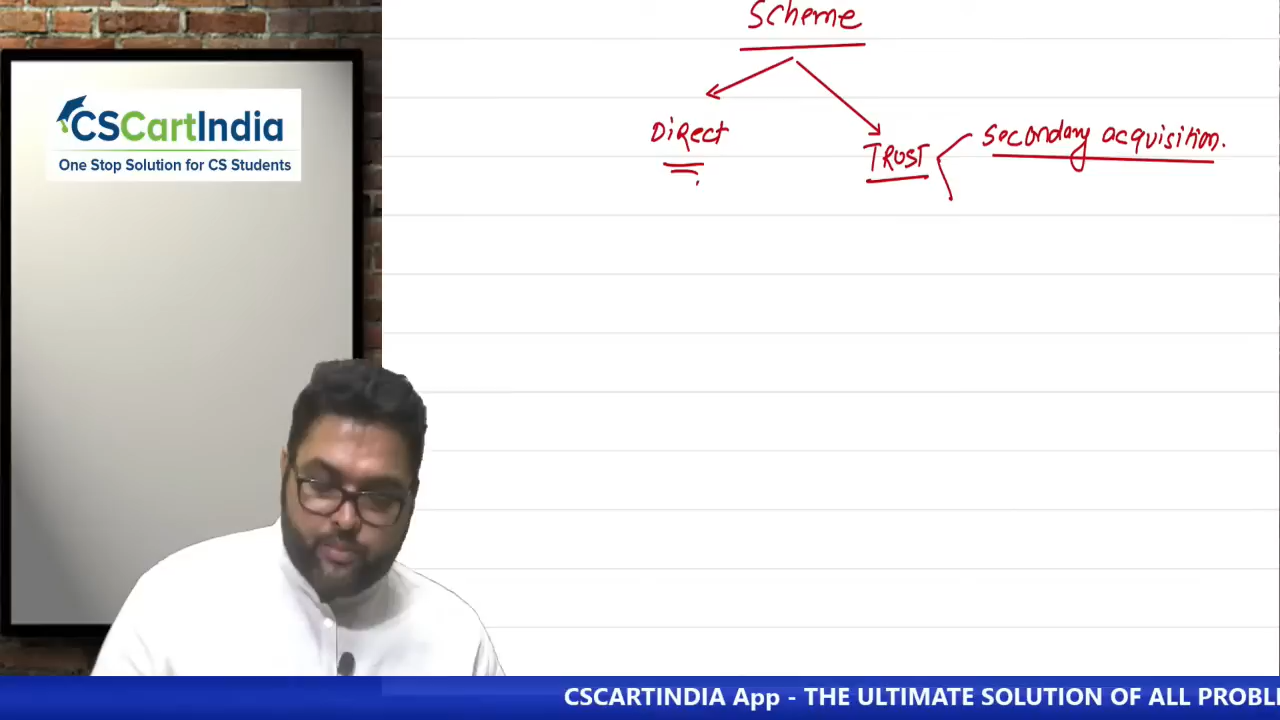 CSCartIndia
One Stop Solution for CS Students
Scheme
Direct
TRUST
Secondary acquisition.
CSCARTINDIA App - THE ULTIMATE SOLUTION OF ALL PROBL